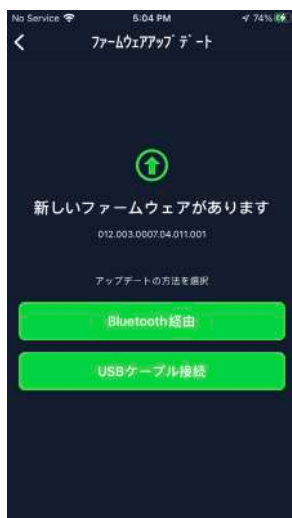 No Service 5:04 PM 74%
ファームウェアアップデート
新しいファームウェアがあります
012.003.0007.04.011.001
アップデートの方法を選択
Bluetooth経由
USBケーブル接続